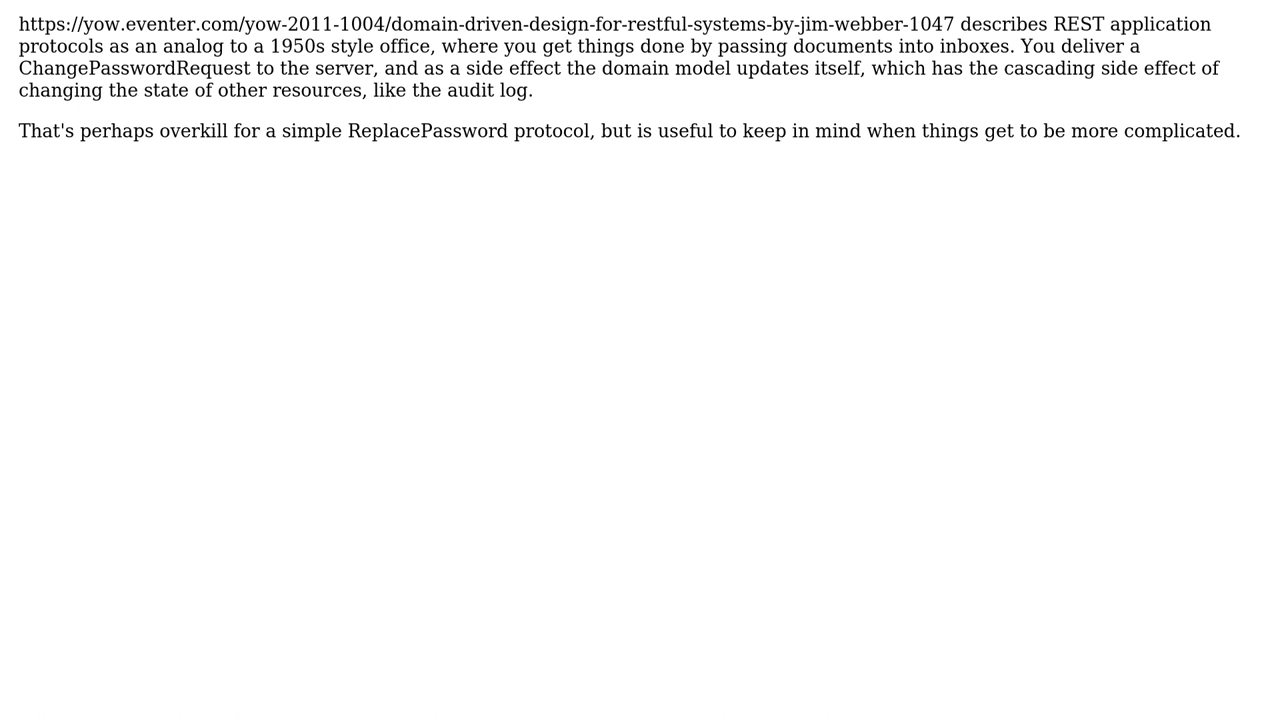 https://yow.eventer.com/yow-2011-1004/domain-driven-design-for-restful-systems-by-jim-webber-1047 describes REST application
protocols as an analog to a 1950s style office, where you get things done by passing documents into inboxes. You deliver a
ChangePasswordRequest to the server, and as a side effect the domain model updates itself, which has the cascading side effect of
changing the state of other resources, like the audit log.
That's perhaps overkill for a simple ReplacePassword protocol, but is useful to keep in mind when things get to be more complicated.